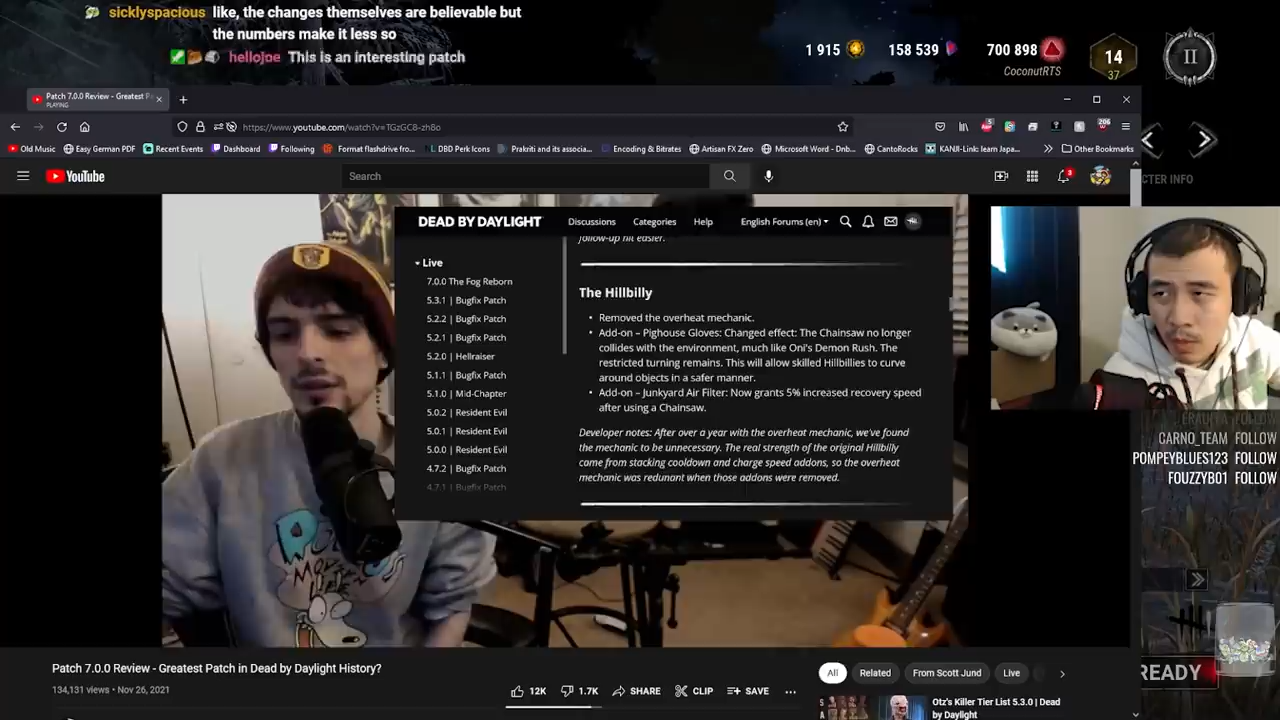 sicklyspacious like, the changes themselves are believable but
the numbers make it less so
hellojoe This is an interesting patch
1 915
158 539
700 898
CoconutRTS
14
37
II
Patch 7.0.0 Review - Greatest Pa
PLAYING
https://www.youtube.com/watch?v=TGzGC8-zh8o
5
206
Old Music
Easy German PDF
Recent Events
Dashboard
Following
Format flashdrive fro...
DBD Perk Icons
Prakriti and its associa...
Encoding & Bitrates
Artisan FX Zero
Microsoft Word - Dnb...
CantoRocks
KANJI-Link: learn Japa...
Other Bookmarks
YouTube
Search
3
CTER INFO
DEAD BY DAYLIGHT
Discussions
Categories
Help
English Forums (en)
follow-up hit easier.
Live
7.0.0 The Fog Reborn
5.3.1 | Bugfix Patch
5.2.2 | Bugfix Patch
5.2.1 | Bugfix Patch
5.2.0 | Hellraiser
5.1.1 | Bugfix Patch
5.1.0 | Mid-Chapter
5.0.2 | Resident Evil
5.0.1 | Resident Evil
5.0.0 | Resident Evil
4.7.2 | Bugfix Patch
4.7.1 | Bugfix Patch
The Hillbilly
• Removed the overheat mechanic.
• Add-on – Pighouse Gloves: Changed effect: The Chainsaw no longer
collides with the environment, much like Oni's Demon Rush. The
restricted turning remains. This will allow skilled Hillbillies to curve
around objects in a safer manner.
• Add-on – Junkyard Air Filter: Now grants 5% increased recovery speed
after using a Chainsaw.
Developer notes: After over a year with the overheat mechanic, we've found
the mechanic to be unnecessary. The real strength of the original Hillbilly
came from stacking cooldown and charge speed addons, so the overheat
mechanic was redunant when those addons were removed.
CARNO_TEAM FOLLOW
POMPEYBLUES123 FOLLOW
FOUZZYB01 FOLLOW
READY
Patch 7.0.0 Review - Greatest Patch in Dead by Daylight History?
134,131 views • Nov 26, 2021
12K
1.7K
SHARE
CLIP
SAVE
All
Related
From Scott Jund
Live
Otz's Killer Tier List 5.3.0 | Dead
by Daylight